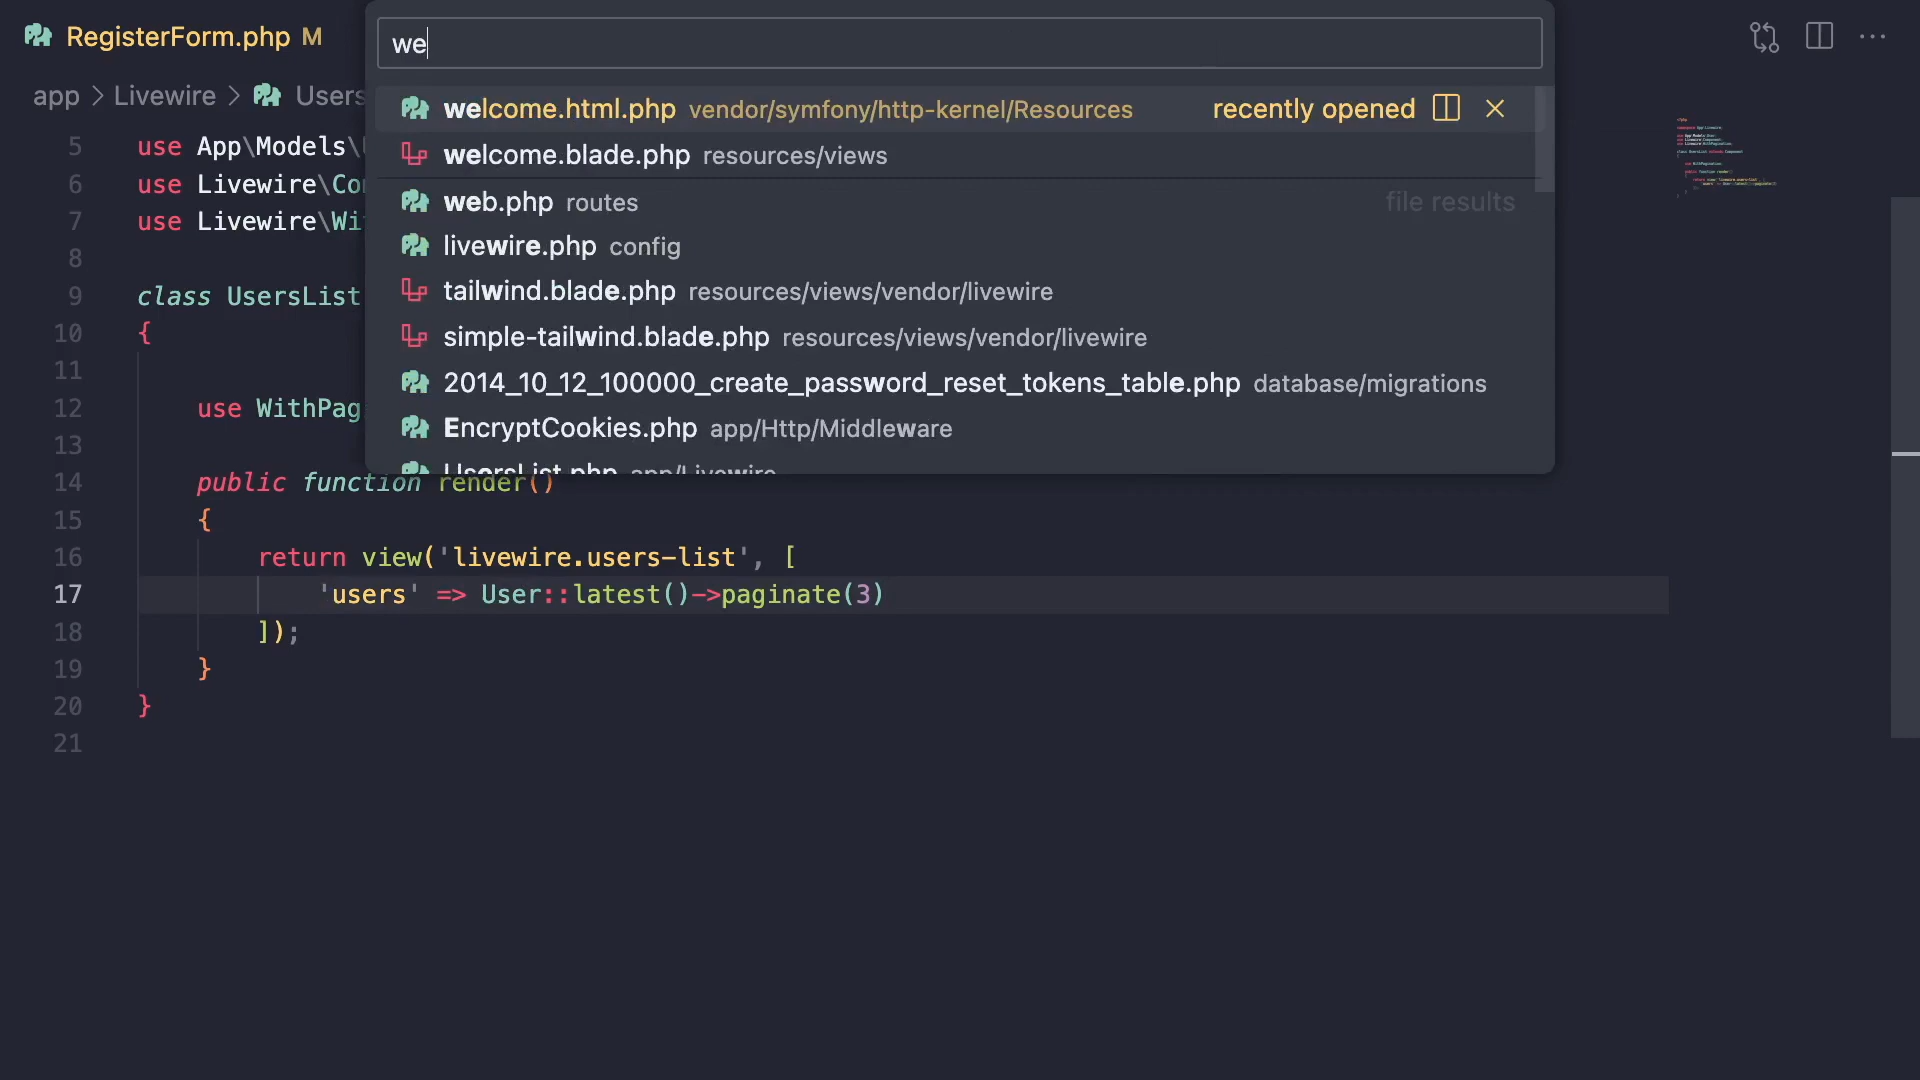 RegisterForm.php M
we
app > Livewire > Users
welcome.html.php vendor/symfony/http-kernel/Resources recently opened
welcome.blade.php resources/views
web.php routes file results
livewire.php config
tailwind.blade.php resources/views/vendor/livewire
simple-tailwind.blade.php resources/views/vendor/livewire
2014_10_12_100000_create_password_reset_tokens_table.php database/migrations
EncryptCookies.php app/Http/Middleware
UsersList.php app/Livewire
5 use App\Models\
6 use Livewire\Co
7 use Livewire\Wi
8
9 class UsersList
10 {
11
12 use WithPag
13
14 public function render()
15 {
16 return view('livewire.users-list', [
17 'users' => User::latest()->paginate(3)
18 ]);
19 }
20 }
21